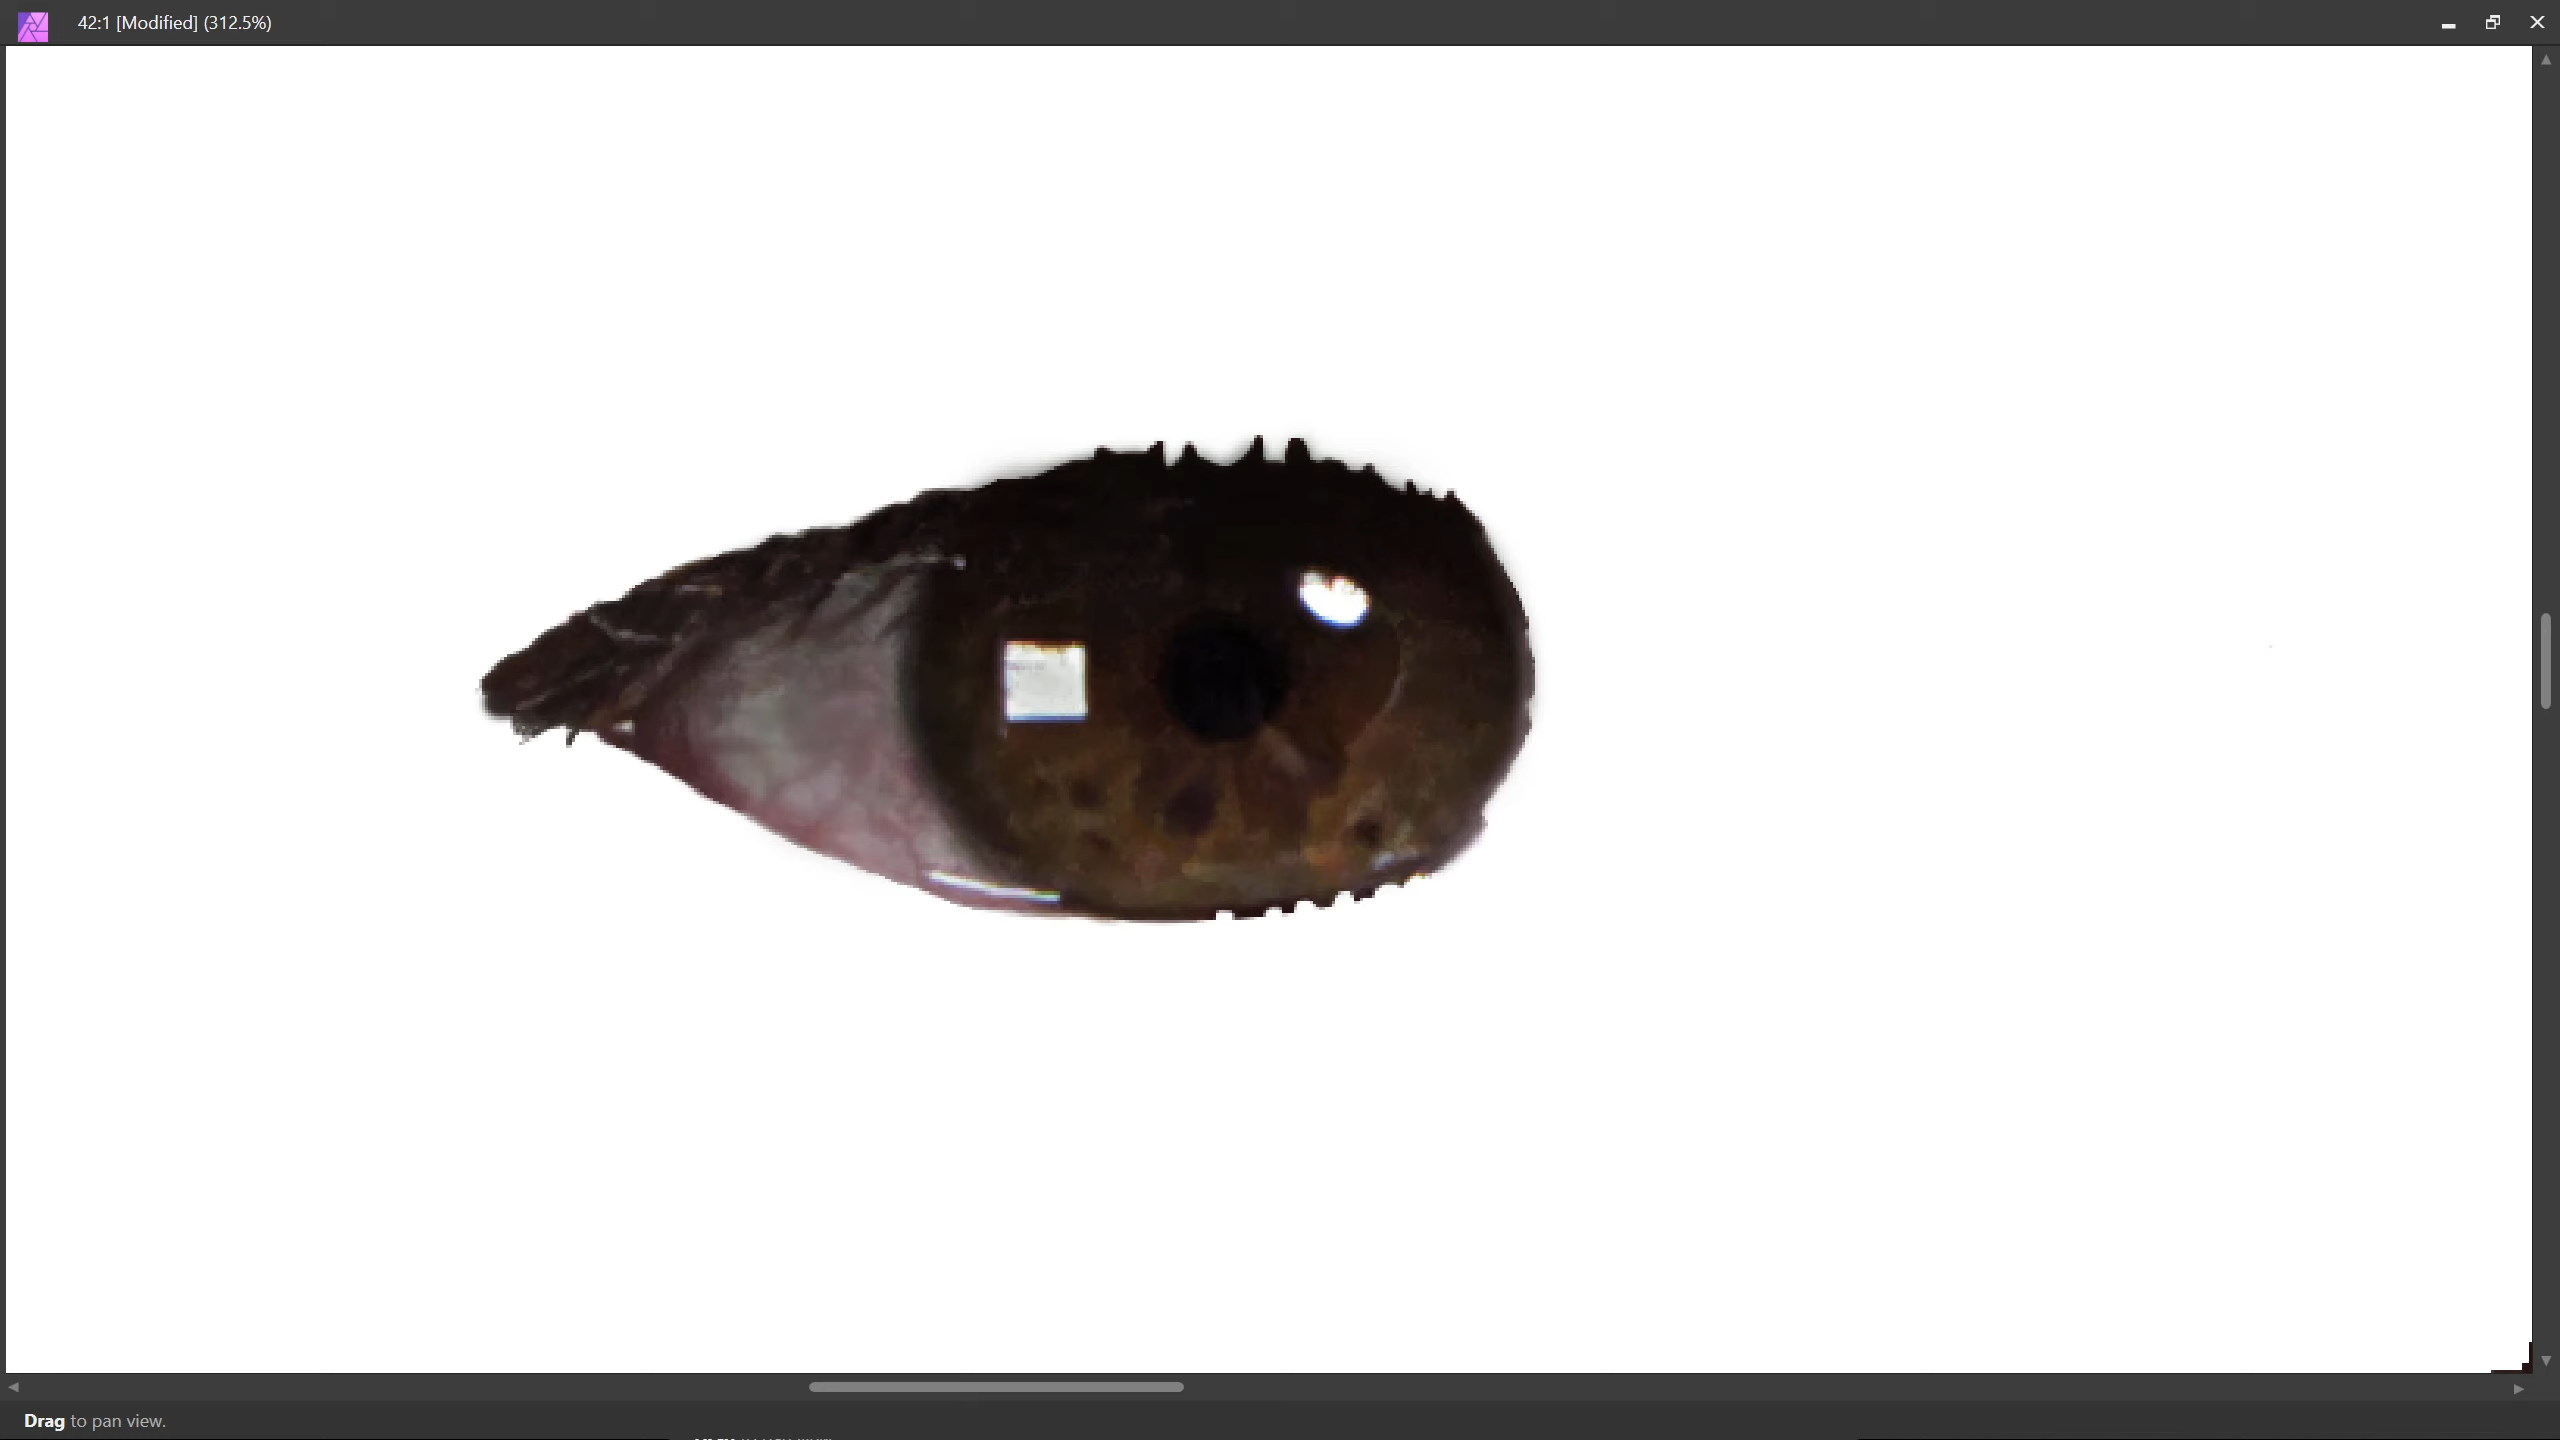 42:1 [Modified] (312.5%)
Drag to pan view.